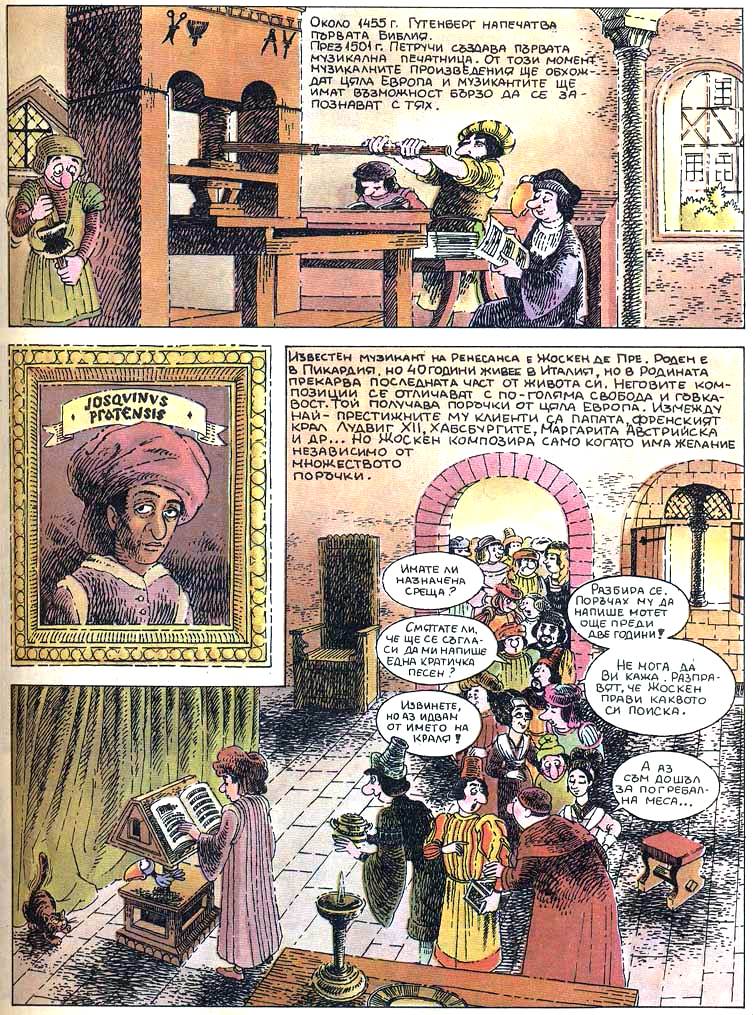 Около 1455 г. Гутенберг напечатва
първата Библия.
През 1501 г. Петручи създава първата
музикална печатница. От този момент
музикалните произведения ще обхож-
дат цяла Европа и музикантите ще
имат възможност бързо да се за-
познават с тях.
JOSQUINUS
PRATENSIS
Известен музикант на Ренесанса е Жоскен де Пре. Роден е
в Пикардия, но 40 години живее в Италия, но в родината
прекарва последната част от живота си. Неговите ком-
позиции се отличават с по-голяма свобода и гъвка-
вост. Той получава поръчки от цяла Европа. Измежду
най-престижните му клиенти са папата, френският
крал Лудвиг XII, Хабсбургите, Маргарита Австрийска
и др... Но Жоскен композира само когато има желание
независимо от
множеството
поръчки.
Имате ли
назначена
среща?
Разбира се.
Поръчах му да
напише мотет
още преди
две години!
Смятате ли,
че ще се съгла-
си да ми напише
една кратичка
песен?
Не мога да
ви кажа. Разпра-
вят, че Жоскен
прави каквото
си поиска.
Извинете,
но аз идвам
от името на
краля!
А аз
съм дошъл
за погребал-
на меса...